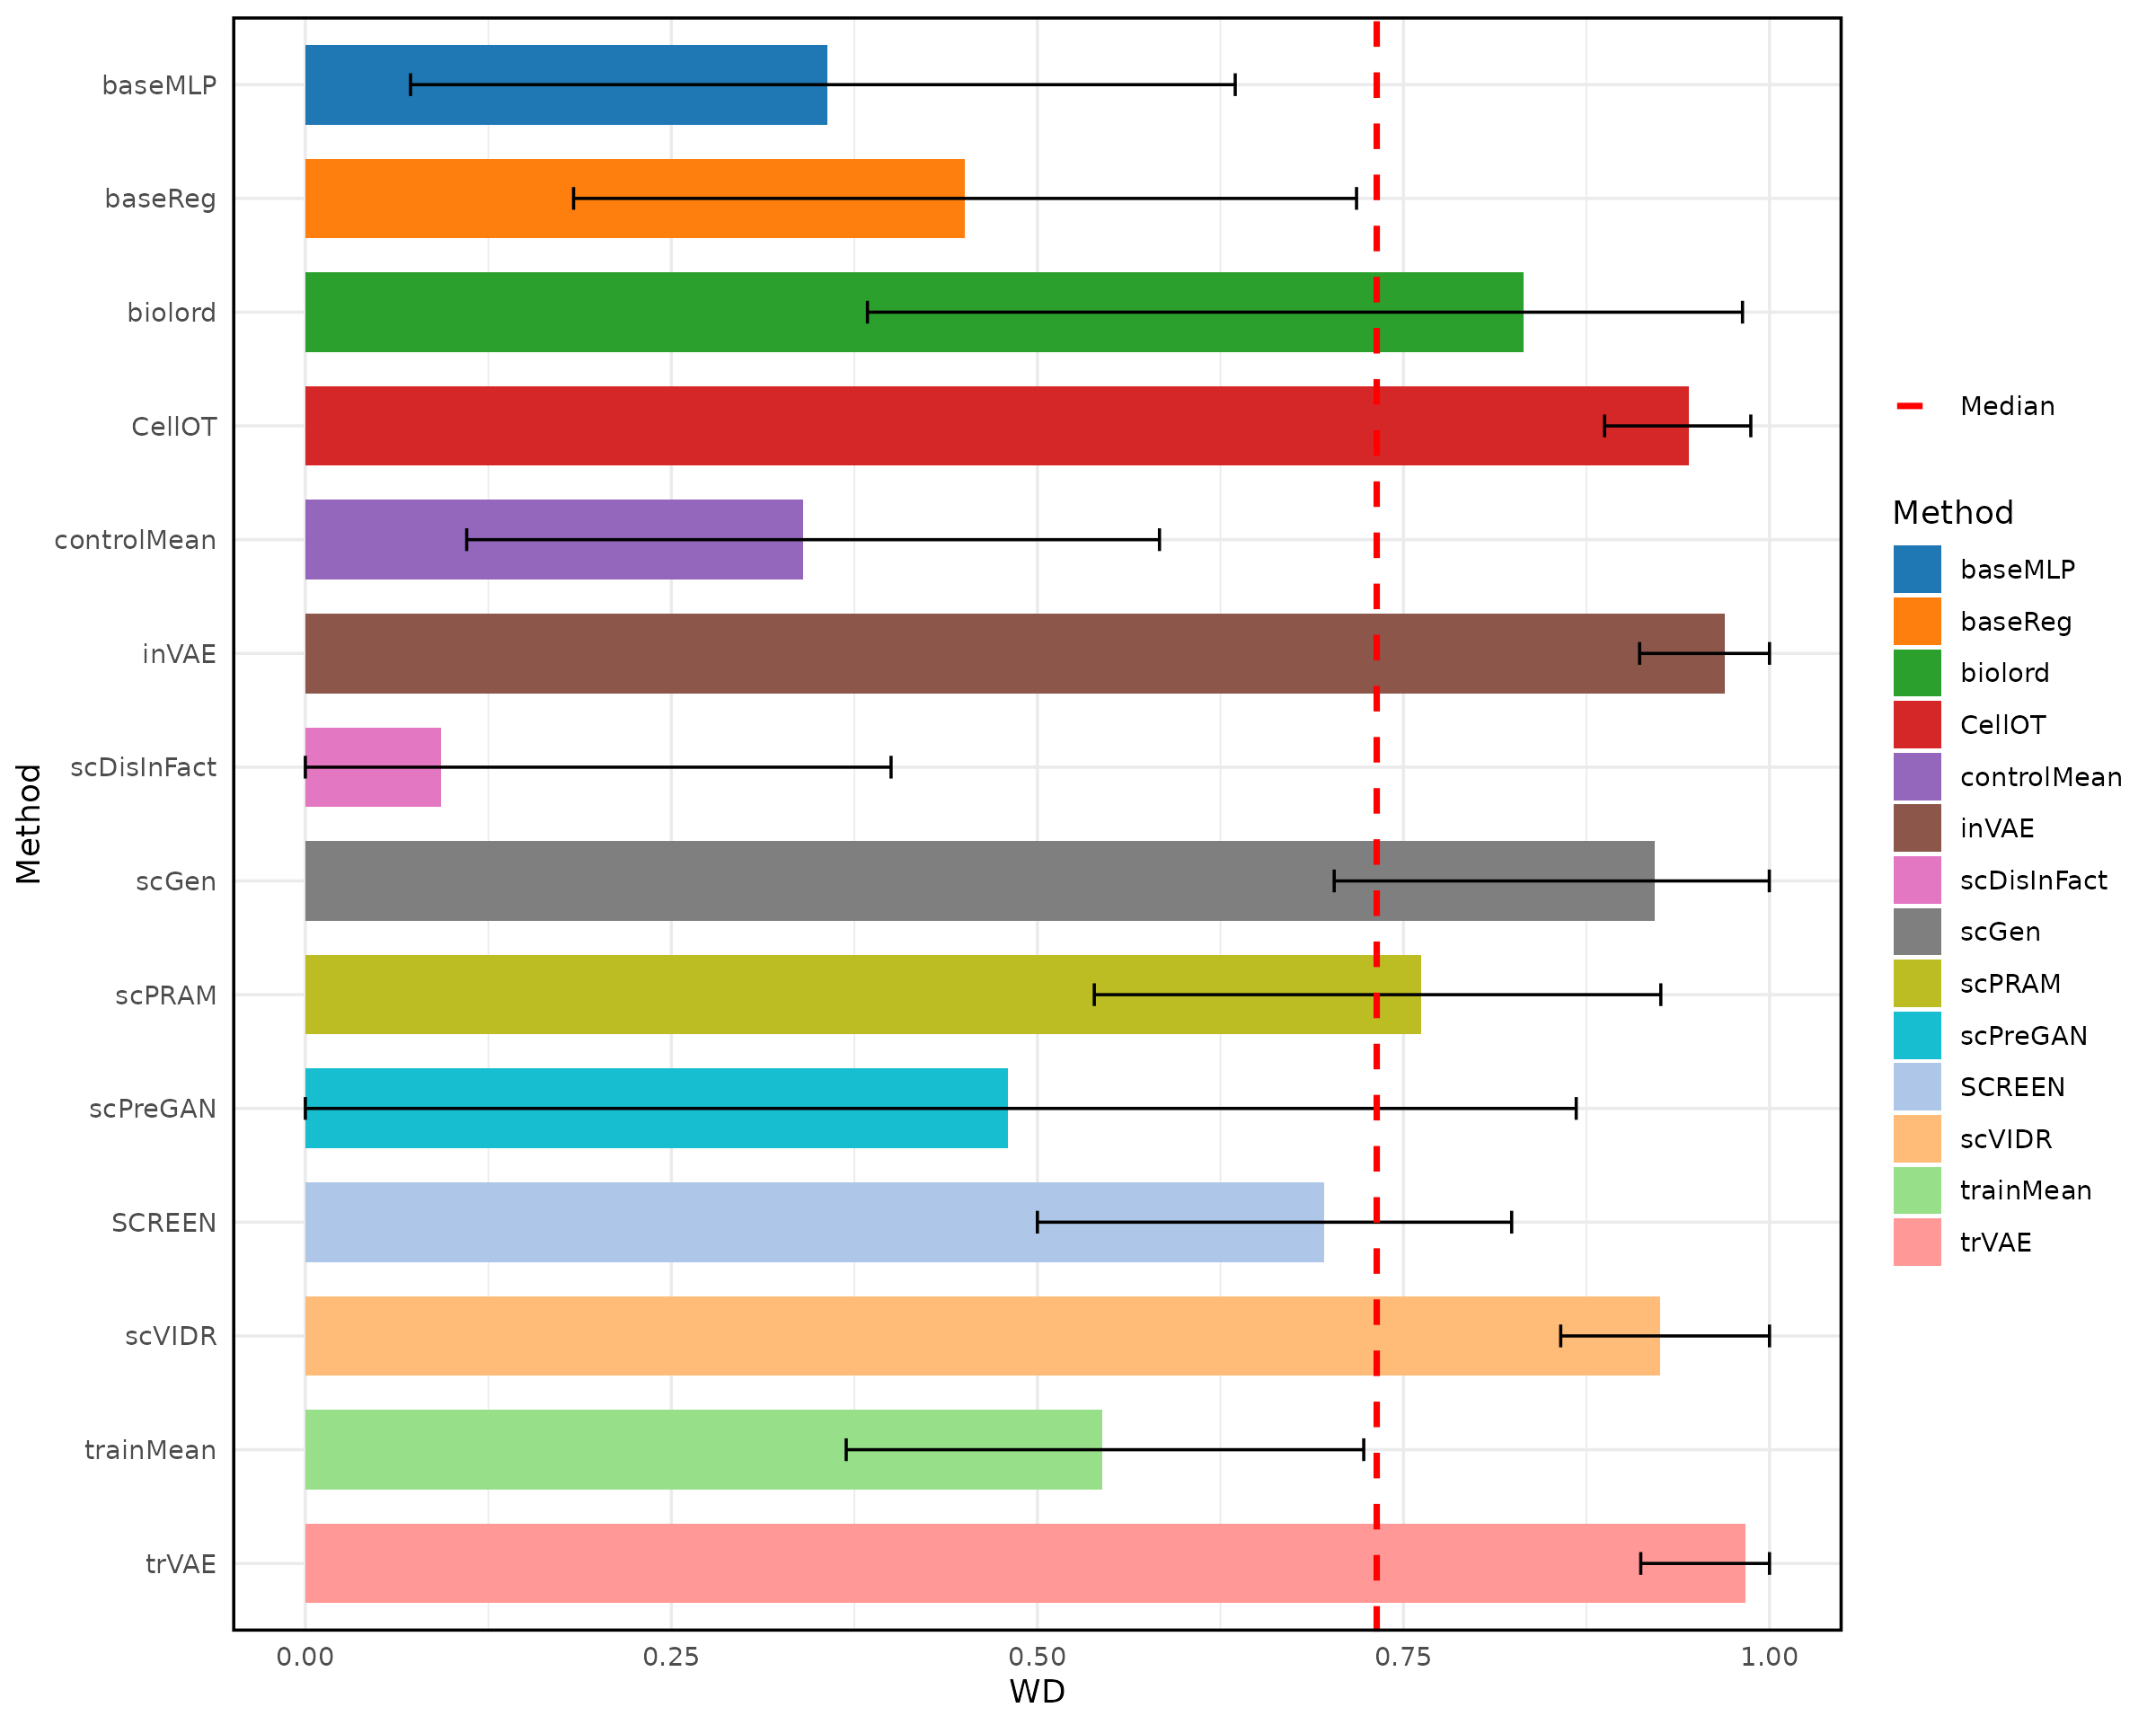 baseMLP
baseReg
biolord
CellOT
controlMean
inVAE
scDisInFact
scGen
scPRAM
scPreGAN
SCREEN
scVIDR
trainMean
trVAE
Method
0.00 0.25 0.50 0.75 1.00
WD
Median
Method
baseMLP
baseReg
biolord
CellOT
controlMean
inVAE
scDisInFact
scGen
scPRAM
scPreGAN
SCREEN
scVIDR
trainMean
trVAE